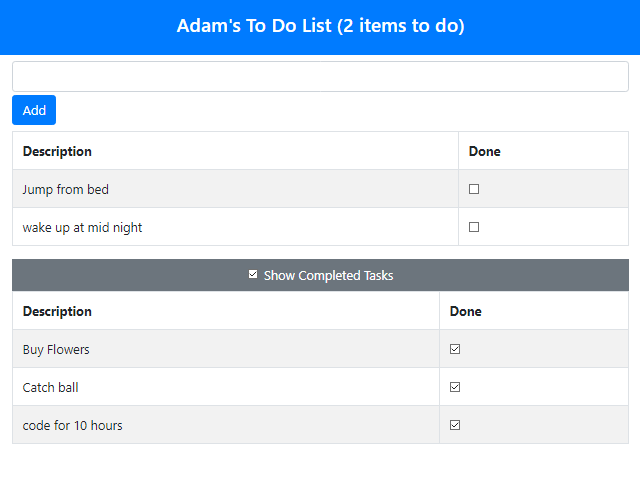 Adam's To Do List (2 items to do)
Add
Description Done
Jump from bed
wake up at mid night
Show Completed Tasks
Description Done
Buy Flowers
Catch ball
code for 10 hours